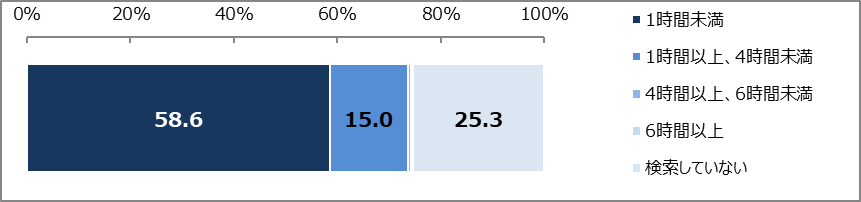 0% 20% 40% 60% 80% 100%
58.6 15.0 25.3
1時間未満
1時間以上、4時間未満
4時間以上、6時間未満
6時間以上
検索していない